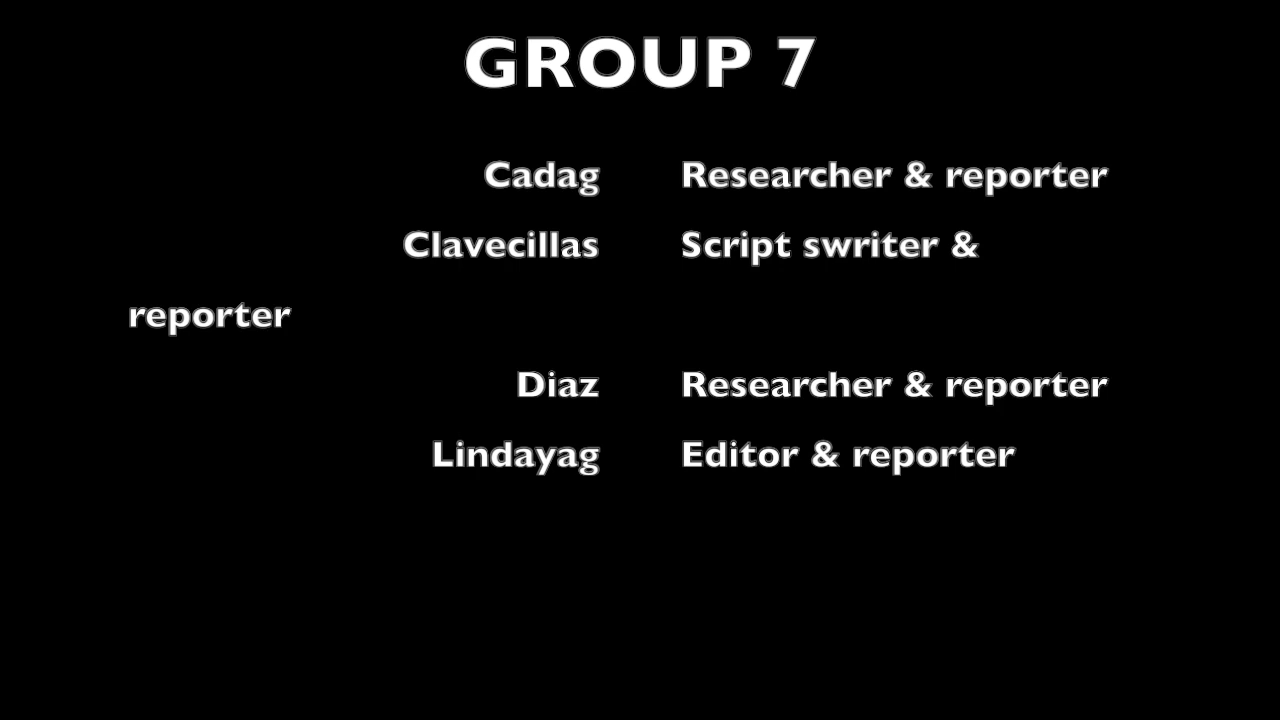 GROUP 7
Cadag Researcher & reporter
Clavecillas Script swriter &
reporter
Diaz Researcher & reporter
Lindayag Editor & reporter